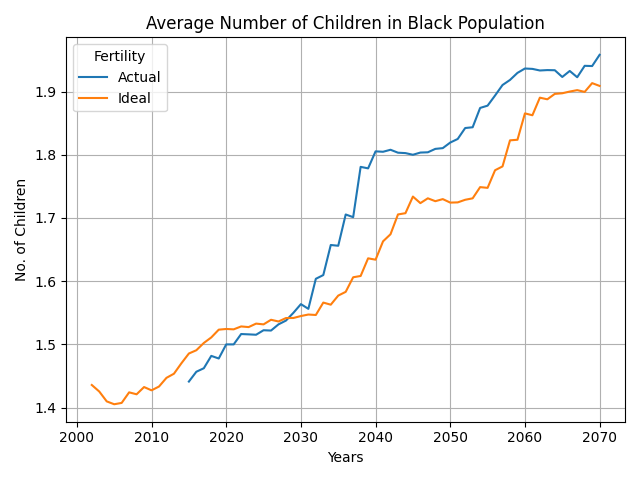 Average Number of Children in Black Population
Fertility
Actual
Ideal
No. of Children
1.9
1.8
1.7
1.6
1.5
1.4
2000 2010 2020 2030 2040 2050 2060 2070
Years